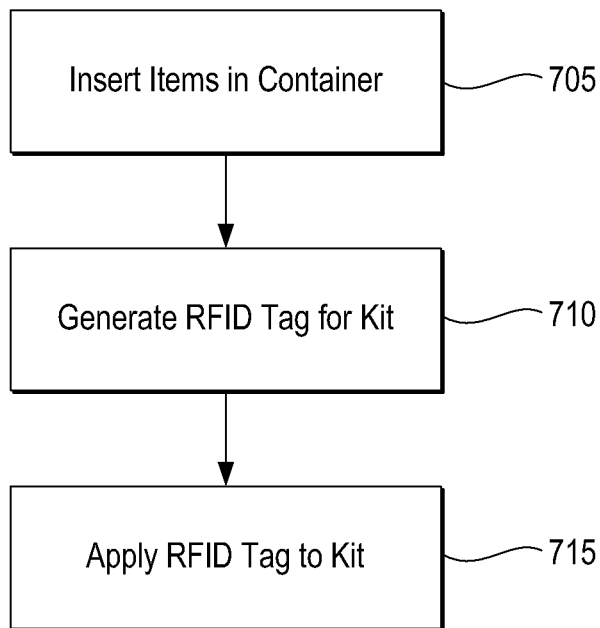 Insert Items in Container
705
Generate RFID Tag for Kit
710
Apply RFID Tag to Kit
715